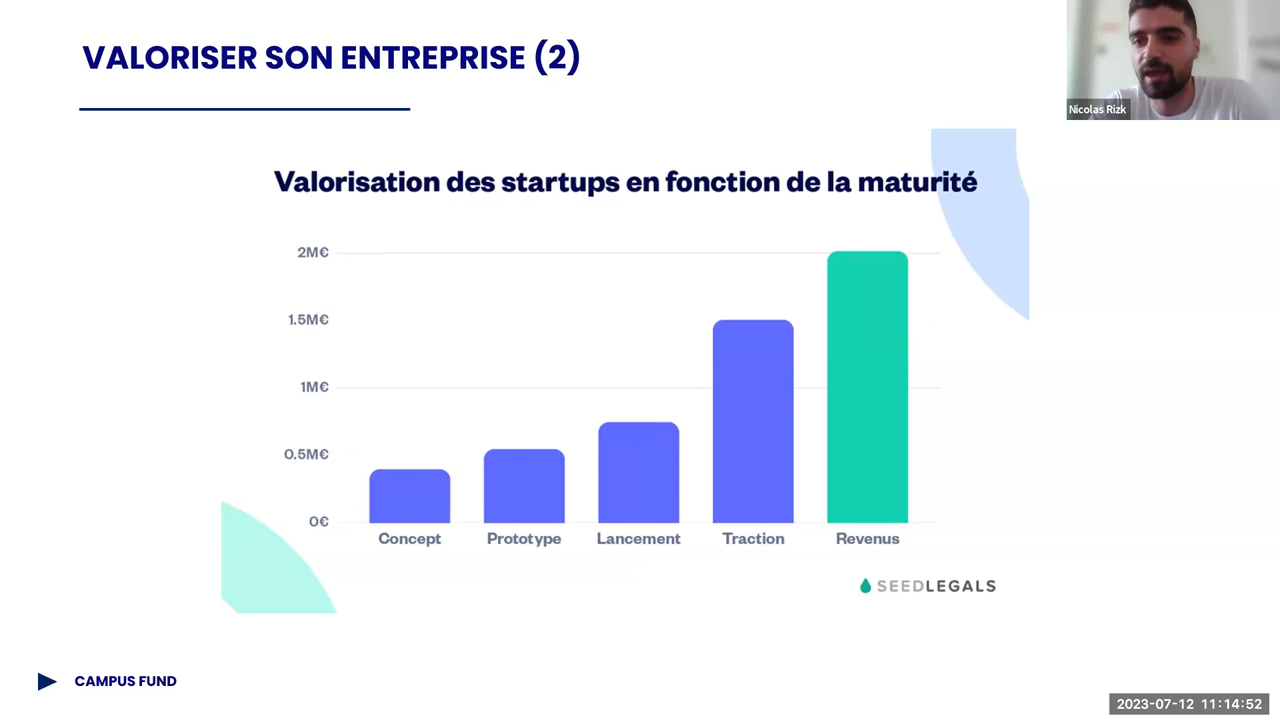 VALORISER SON ENTREPRISE (2)
Nicolas Rizk
Valorisation des startups en fonction de la maturité
2M€
1.5M€
1M€
0.5M€
0€
Concept Prototype Lancement Traction Revenus
SEEDLEGALS
CAMPUS FUND
2023-07-12 11:14:52